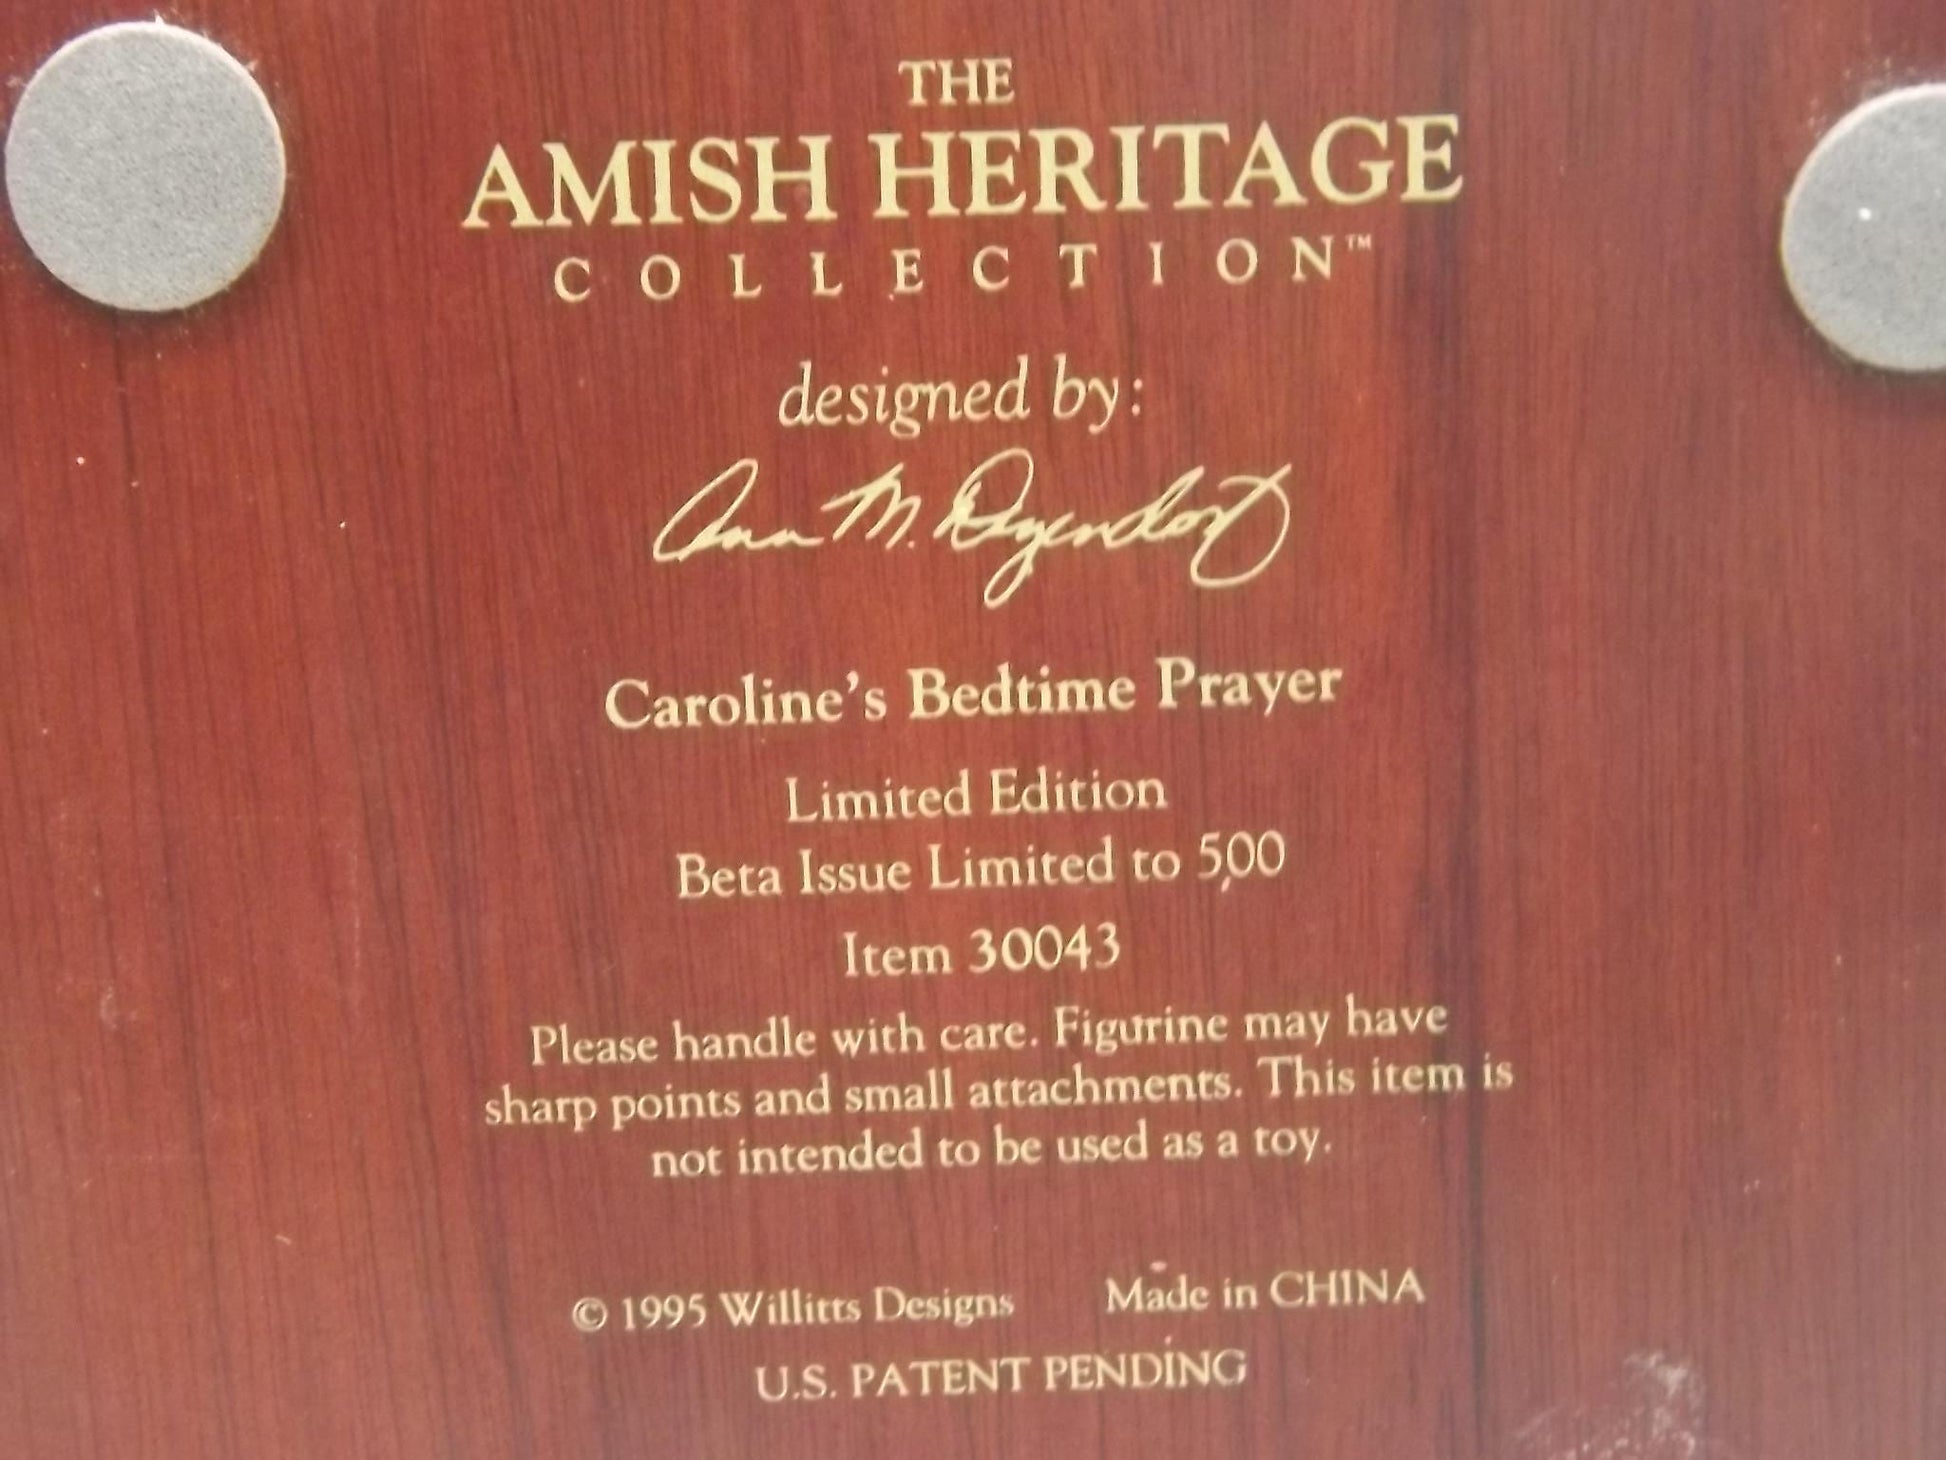 THE
AMISH HERITAGE
COLLECTION™
designed by:
Ann M. Dezendorf
Caroline's Bedtime Prayer
Limited Edition
Beta Issue Limited to 500
Item 30043
Please handle with care. Figurine may have
sharp points and small attachments. This item is
not intended to be used as a toy.
© 1995 Willitts Designs Made in CHINA
U.S. PATENT PENDING